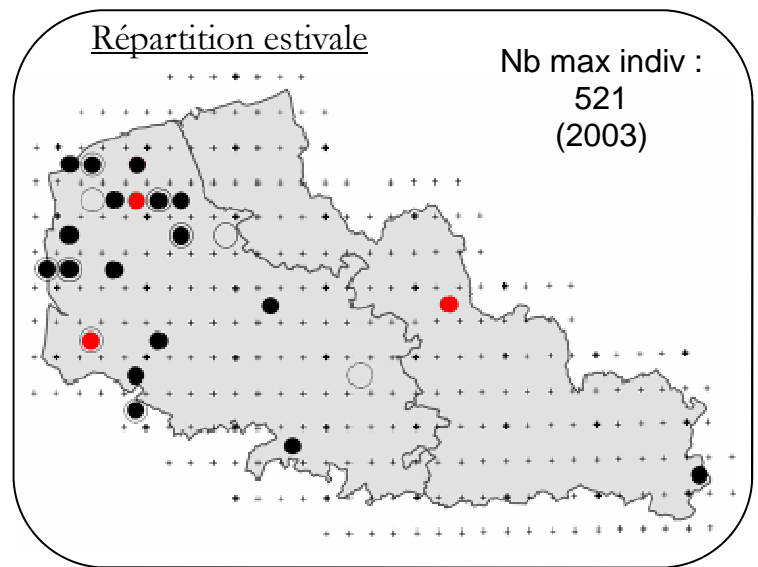 Répartition estivale
Nb max indiv :
521
(2003)